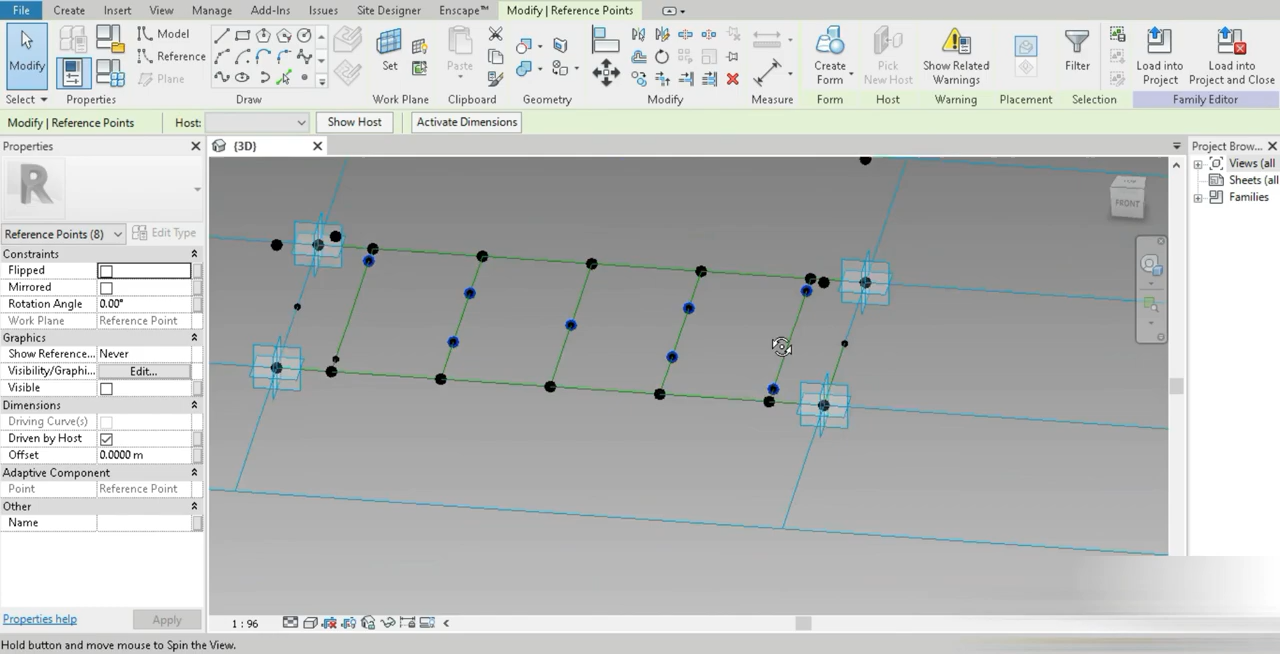 File Create Insert View Manage Add-Ins Issues Site Designer Enscape™ Modify | Reference Points
Model
Reference
Plane
Modify
Set
Paste
Create Form
Pick New Host
Show Related Warnings
Filter
Load into Project
Load into Project and Close
Select Properties Draw Work Plane Clipboard Geometry Modify Measure Form Host Warning Placement Selection Family Editor
Modify | Reference Points Host: Show Host Activate Dimensions
Properties
{3D}
Project Brow...
Views (all
Sheets (all
Families
R
Reference Points (8) Edit Type
Constraints
Flipped
Mirrored
Rotation Angle 0.00°
Work Plane Reference Point
Graphics
Show Reference... Never
Visibility/Graphi... Edit...
Visible
Dimensions
Driving Curve(s)
Driven by Host
Offset 0.0000 m
Adaptive Component
Point Reference Point
Other
Name
FRONT
Properties help Apply
1 : 96
Hold button and move mouse to Spin the View.